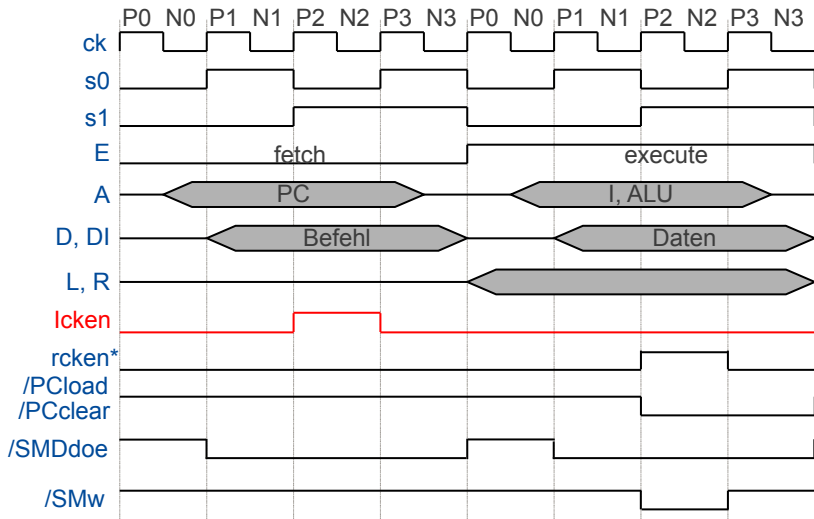 P0 N0 P1 N1 P2 N2 P3 N3 P0 N0 P1 N1 P2 N2 P3 N3
ck
s0
s1
E fetch execute
A PC I, ALU
D, DI Befehl Daten
L, R
Icken
rcken*
/PCload
/PCclear
/SMDdoe
/SMw